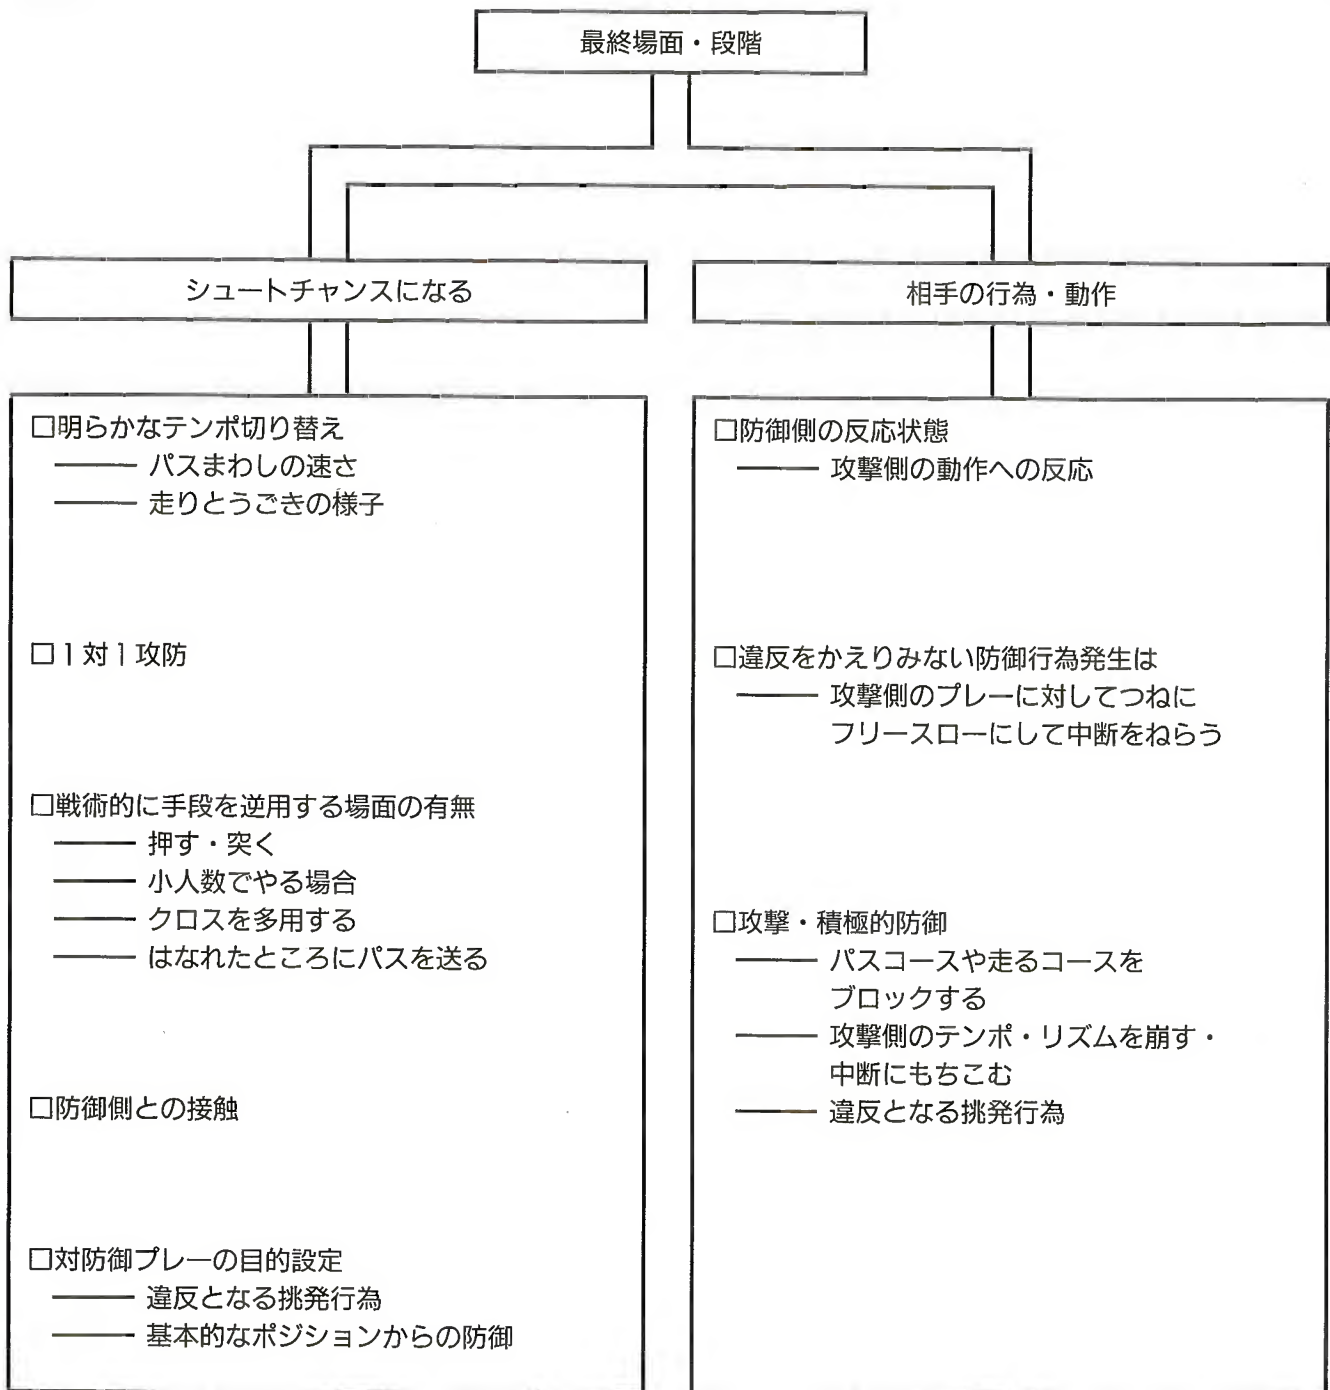 最終場面・段階
シュートチャンスになる
□明らかなテンポ切り替え
―― パスまわしの速さ
―― 走りとうごきの様子
□1対1攻防
□戦術的に手段を逆用する場面の有無
―― 押す・突く
―― 小人数でやる場合
―― クロスを多用する
―― はなれたところにパスを送る
□防御側との接触
□対防御プレーの目的設定
―― 違反となる挑発行為
―― 基本的なポジションからの防御
相手の行為・動作
□防御側の反応状態
―― 攻撃側の動作への反応
□違反をかえりみない防御行為発生は
―― 攻撃側のプレーに対してつねに
フリースローにして中断をねらう
□攻撃・積極的防御
―― パスコースや走るコースを
ブロックする
―― 攻撃側のテンポ・リズムを崩す・
中断にもちこむ
―― 違反となる挑発行為